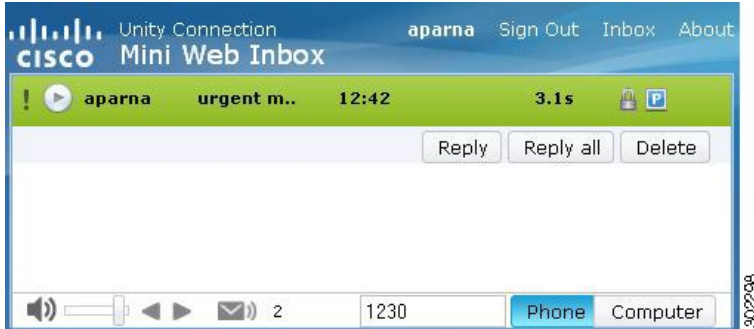 Unity Connection aparna Sign Out Inbox About
CISCO Mini Web Inbox
! aparna urgent m.. 12:42 3.1s P
Reply Reply all Delete
2 1230 Phone Computer
302298